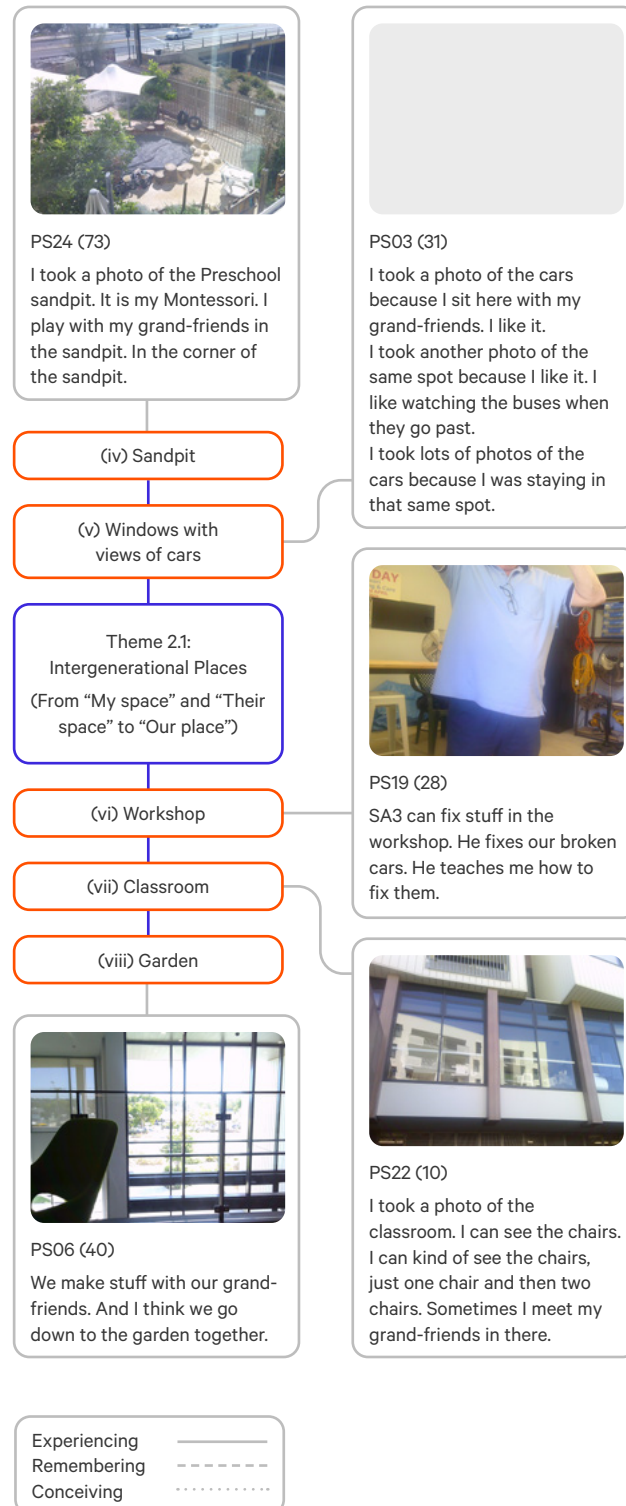 PS24 (73)
I took a photo of the Preschool
sandpit. It is my Montessori. I
play with my grand-friends in
the sandpit. In the corner of
the sandpit.
PS03 (31)
I took a photo of the cars
because I sit here with my
grand-friends. I like it.
I took another photo of the
same spot because I like it. I
like watching the buses when
they go past.
I took lots of photos of the
cars because I was staying in
that same spot.
(iv) Sandpit
(v) Windows with
views of cars
Theme 2.1:
Intergenerational Places
(From “My space” and “Their
space” to “Our place”)
DAY
PS19 (28)
SA3 can fix stuff in the
workshop. He fixes our broken
cars. He teaches me how to
fix them.
(vi) Workshop
(vii) Classroom
(viii) Garden
PS06 (40)
We make stuff with our grand-
friends. And I think we go
down to the garden together.
PS22 (10)
I took a photo of the
classroom. I can see the chairs.
I can kind of see the chairs,
just one chair and then two
chairs. Sometimes I meet my
grand-friends in there.
Experiencing
Remembering
Conceiving